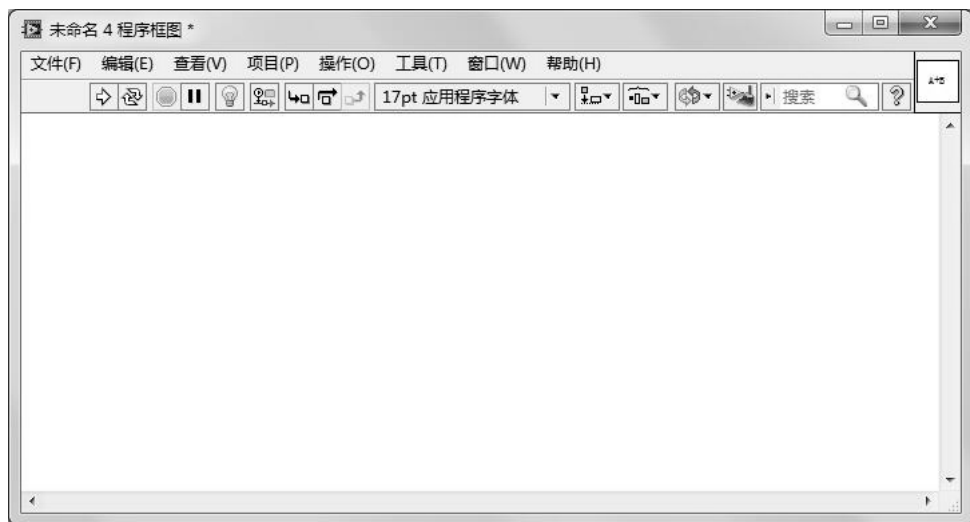 未命名 4 程序框图 *
文件(F) 编辑(E) 查看(V) 项目(P) 操作(O) 工具(T) 窗口(W) 帮助(H)
17pt 应用程序字体 搜索